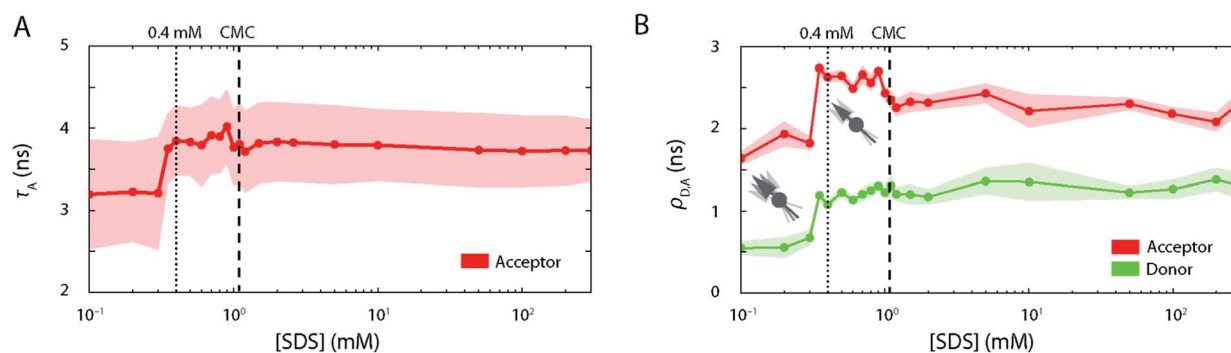 A
0.4 mM CMC
5
4
3
2
τA (ns)
10⁻¹ 10⁰ 10¹ 10²
[SDS] (mM)
Acceptor
B
0.4 mM CMC
3
2
1
0
ρD,A (ns)
10⁻¹ 10⁰ 10¹ 10²
[SDS] (mM)
Acceptor
Donor